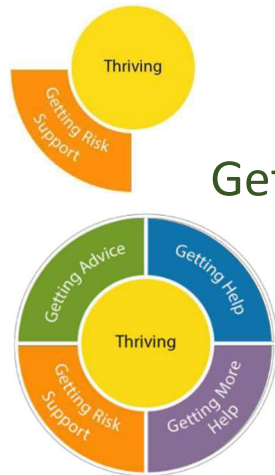 Thriving
Getting Risk
Support
Get
Getting Advice
Getting Help
Thriving
Getting Risk
Support
Getting More
Help